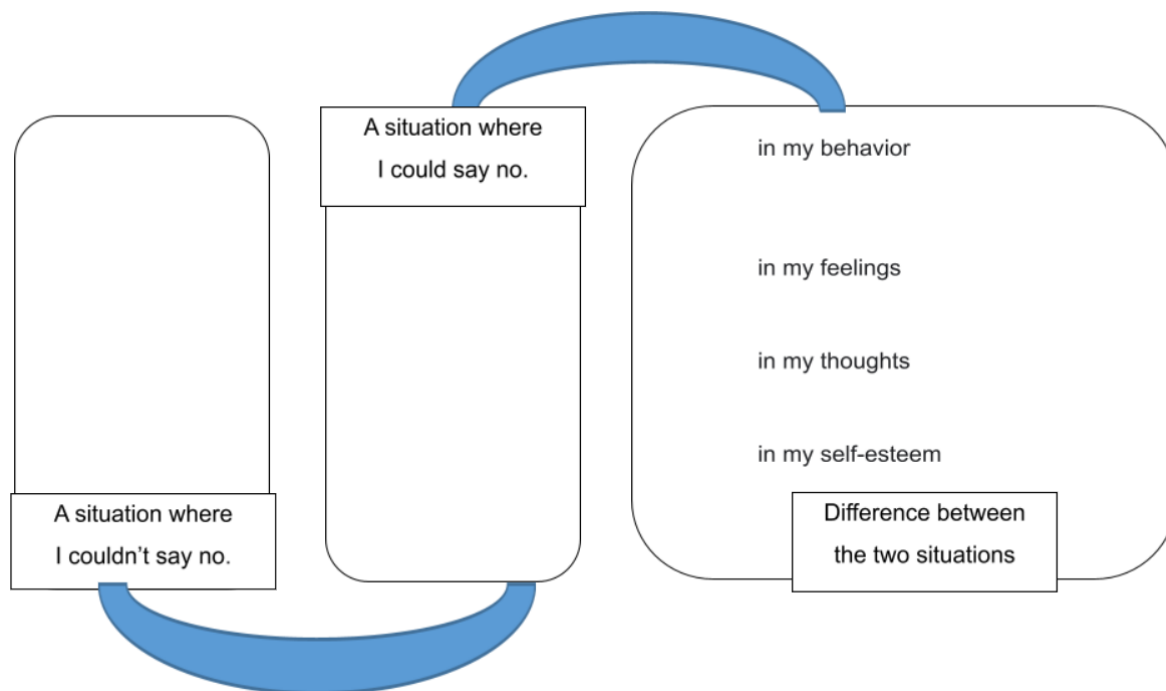 A situation where
I couldn’t say no.
A situation where
I could say no.
in my behavior
in my feelings
in my thoughts
in my self-esteem
Difference between
the two situations